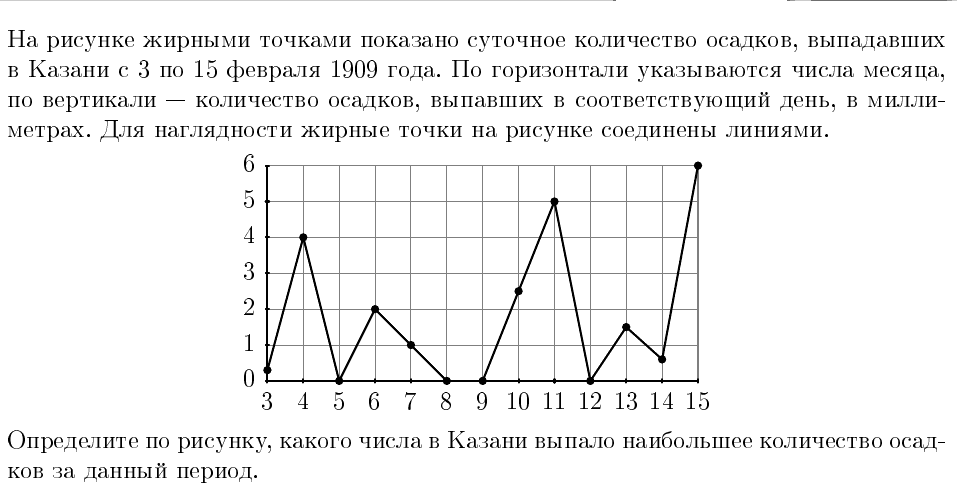 На рисунке жирными точками показано суточное количество осадков, выпадавших
в Казани с 3 по 15 февраля 1909 года. По горизонтали указываются числа месяца,
по вертикали — количество осадков, выпавших в соответствующий день, в милли-
метрах. Для наглядности жирные точки на рисунке соединены линиями.
6
5
4
3
2
1
0
3 4 5 6 7 8 9 10 11 12 13 14 15
Определите по рисунку, какого числа в Казани выпало наибольшее количество осад-
ков за данный период.